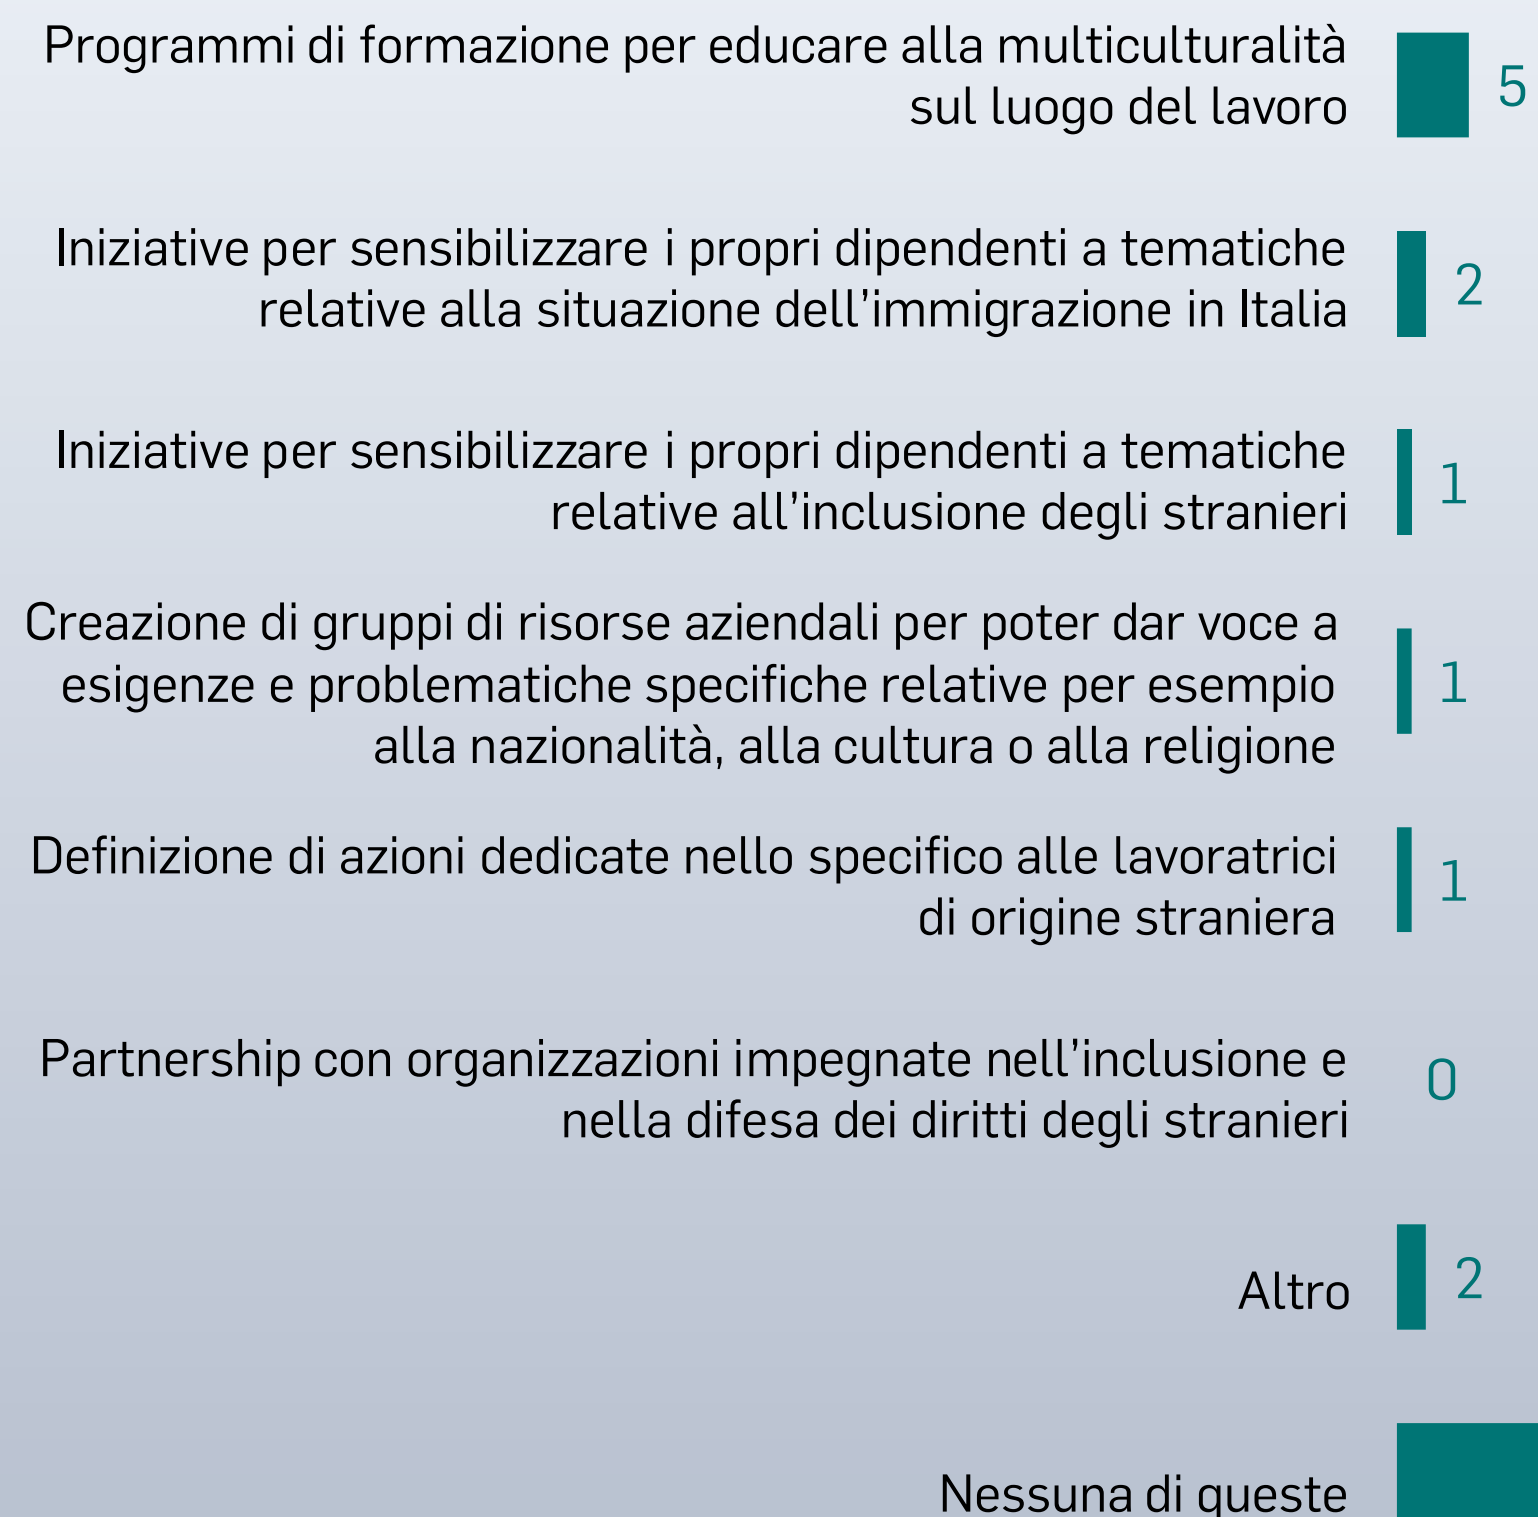 Programmi di formazione per educare alla multiculturalità
sul luogo del lavoro
5
Iniziative per sensibilizzare i propri dipendenti a tematiche
relative alla situazione dell’immigrazione in Italia
2
Iniziative per sensibilizzare i propri dipendenti a tematiche
relative all’inclusione degli stranieri
1
Creazione di gruppi di risorse aziendali per poter dar voce a
esigenze e problematiche specifiche relative per esempio
alla nazionalità, alla cultura o alla religione
1
Definizione di azioni dedicate nello specifico alle lavoratrici
di origine straniera
1
Partnership con organizzazioni impegnate nell’inclusione e
nella difesa dei diritti degli stranieri
0
Altro
2
Nessuna di queste